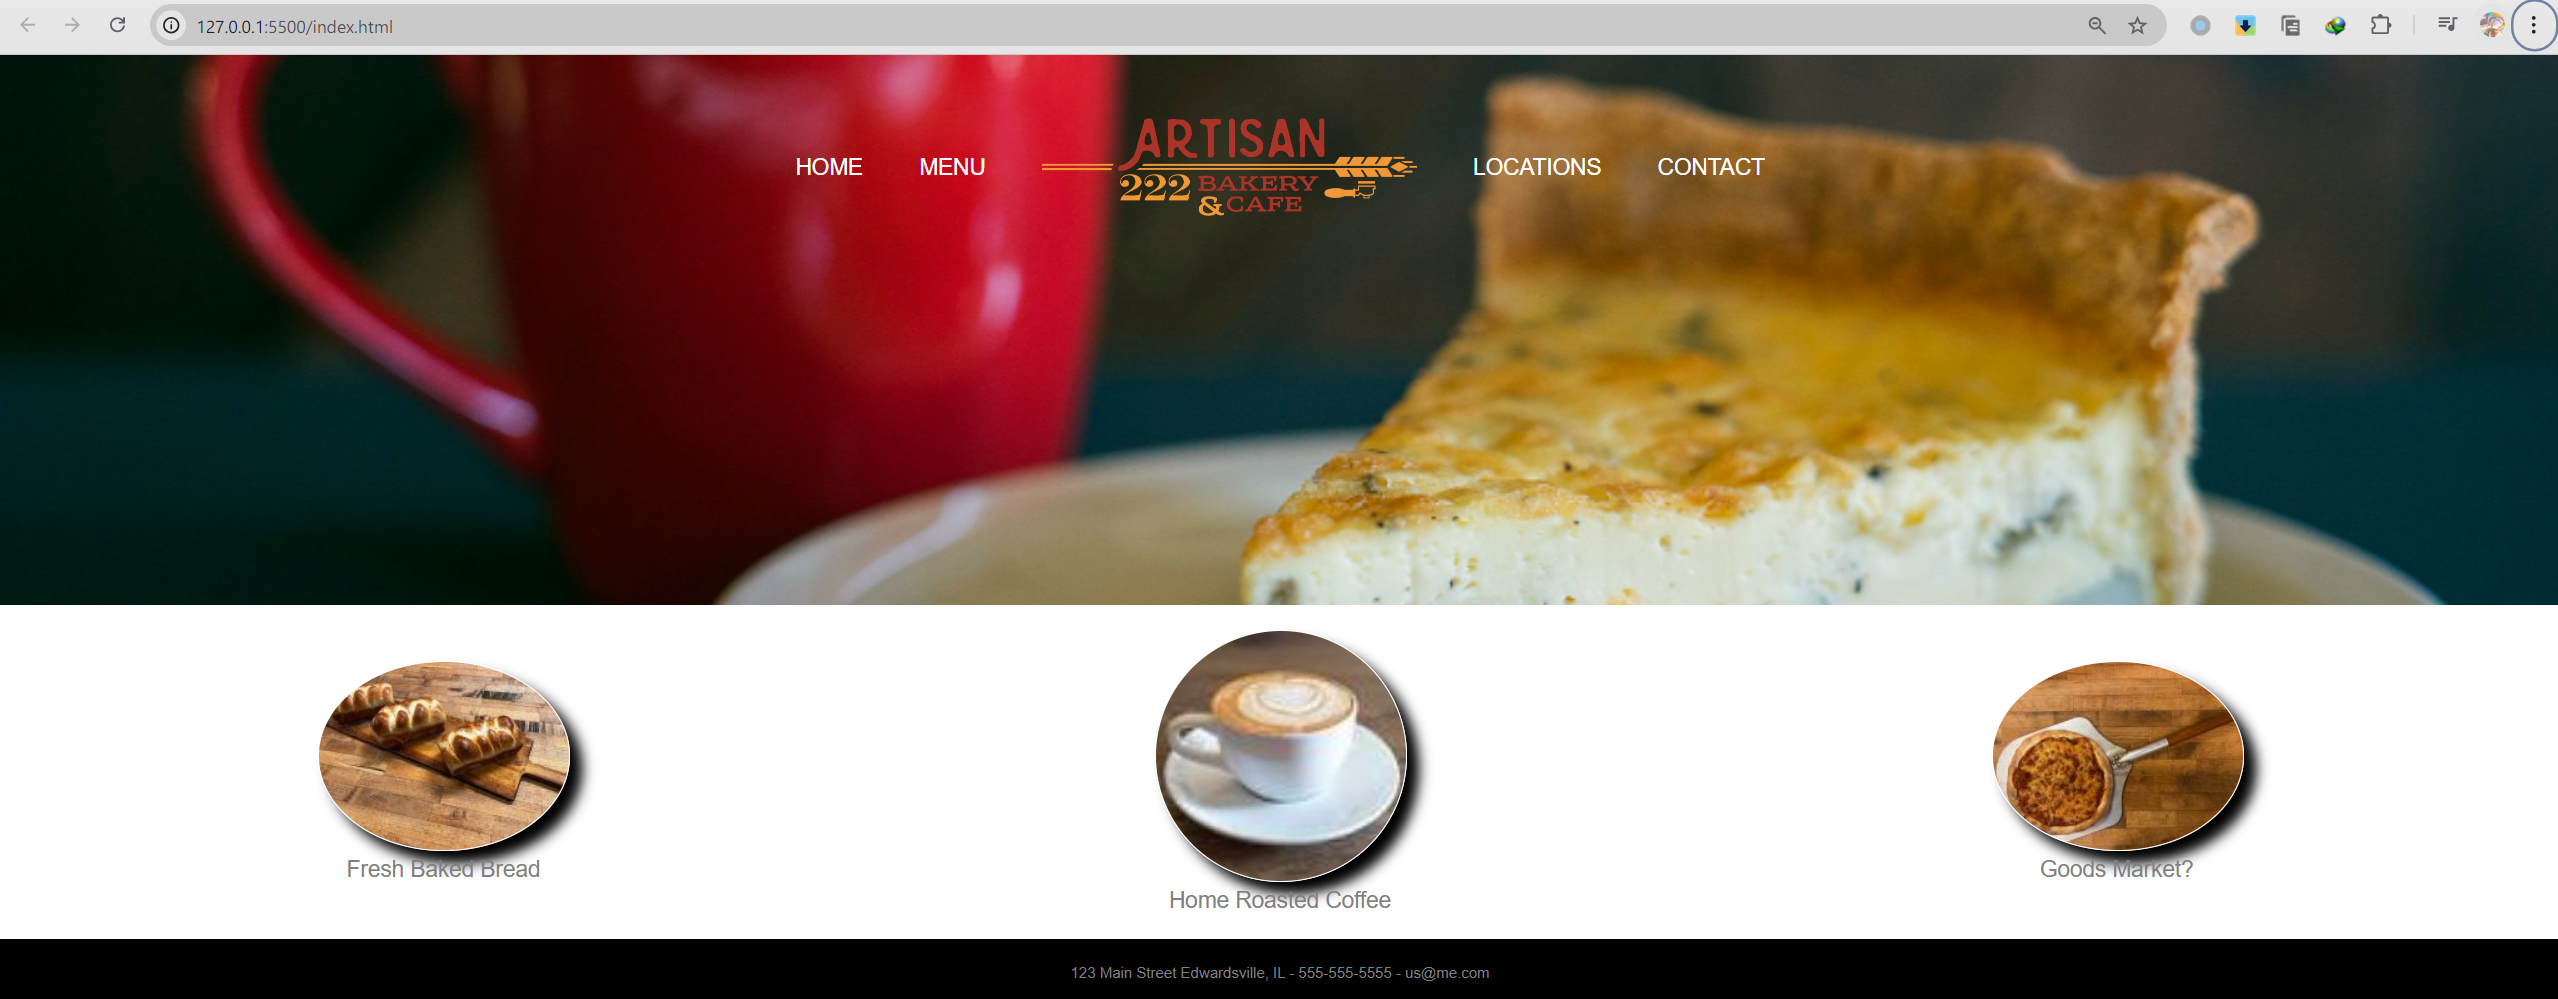 127.0.0.1:5500/index.html
HOME MENU ARTISAN LOCATIONS CONTACT
222 BAKERY
& CAFE
Fresh Baked Bread
Home Roasted Coffee
Goods Market?
123 Main Street Edwardsville, IL - 555-555-5555 - us@me.com